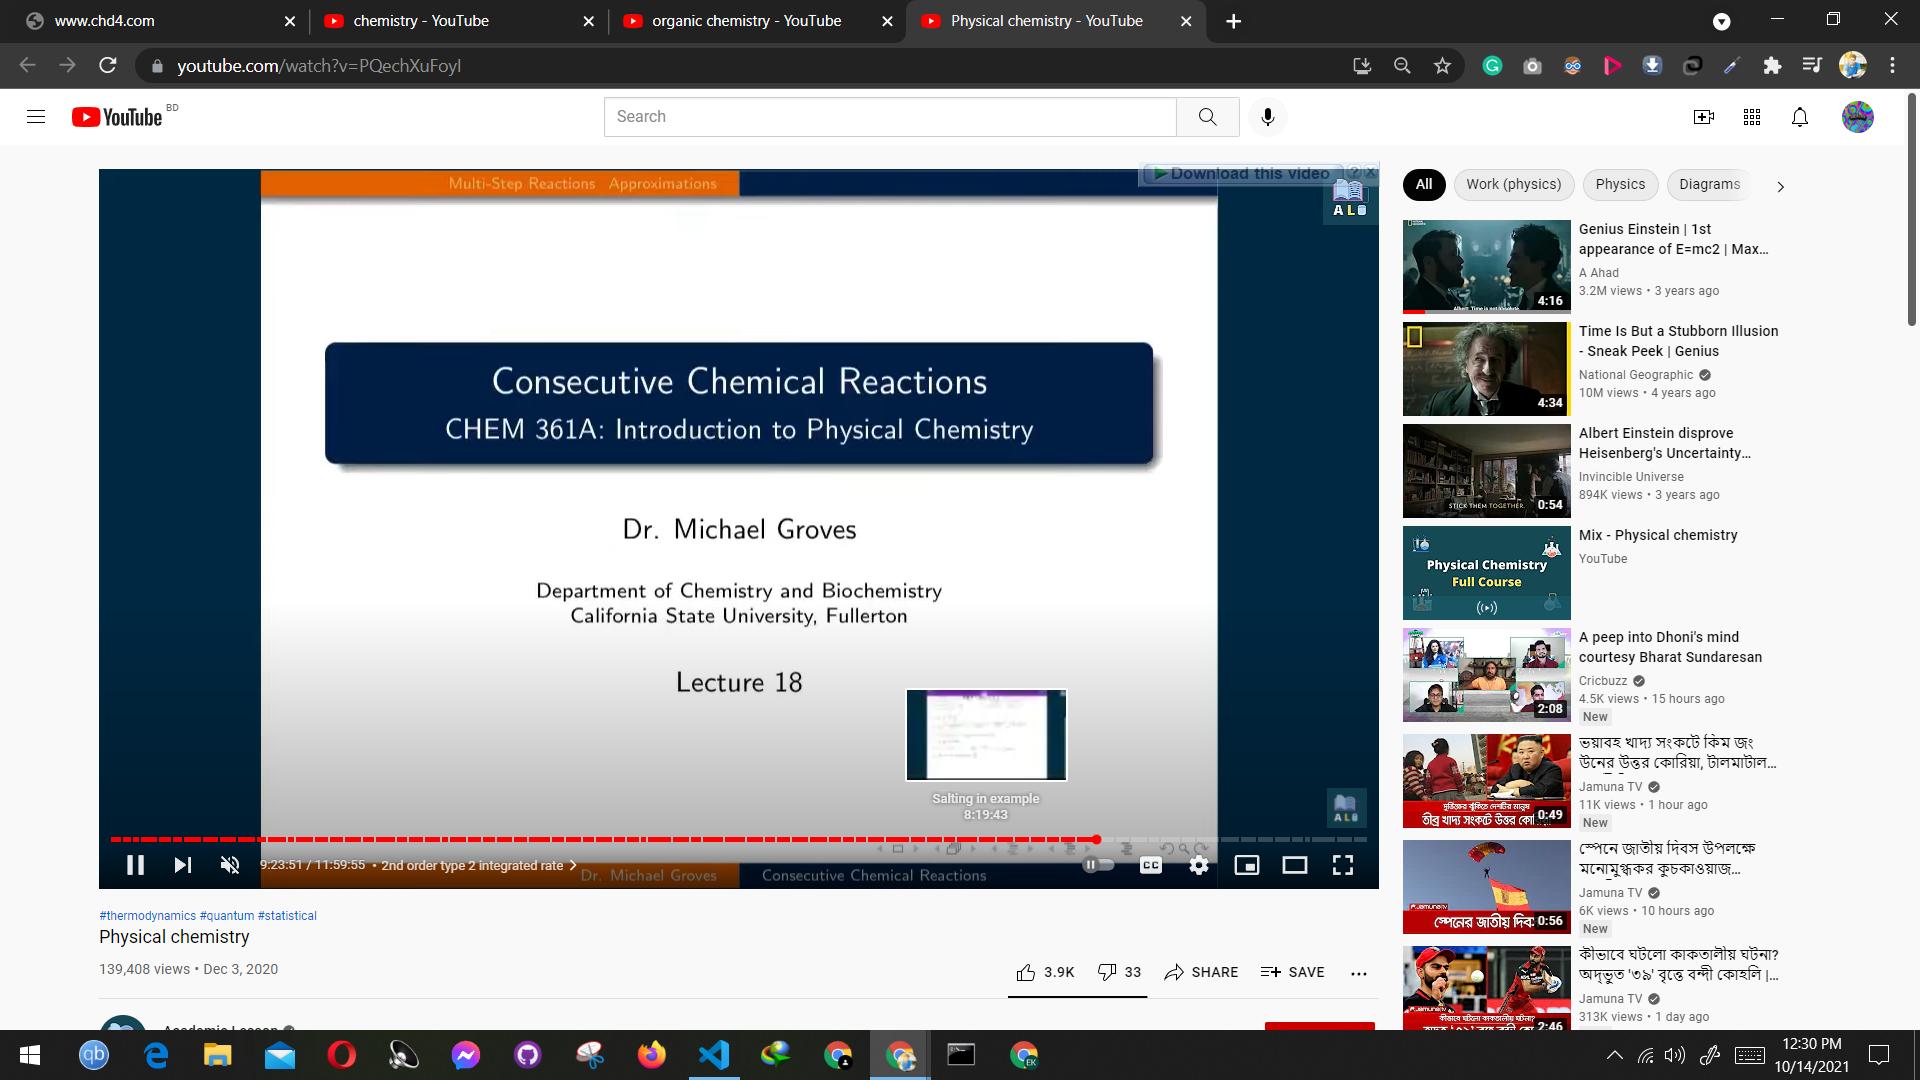 www.chd4.com
chemistry - YouTube
organic chemistry - YouTube
Physical chemistry - YouTube
youtube.com/watch?v=PQechXuFoyI
YouTube BD
Search
Multi-Step Reactions Approximations
Download this video
ALO
Consecutive Chemical Reactions
CHEM 361A: Introduction to Physical Chemistry
Dr. Michael Groves
Department of Chemistry and Biochemistry
California State University, Fullerton
Lecture 18
Salting in example
8:19:43
9:23:51 / 11:59:55 • 2nd order type 2 integrated rate
CC
Dr. Michael Groves
Consecutive Chemical Reactions
#thermodynamics #quantum #statistical
Physical chemistry
139,408 views • Dec 3, 2020
3.9K
33
SHARE
SAVE
All
Work (physics)
Physics
Diagrams
4:16
Genius Einstein | 1st
appearance of E=mc2 | Max...
A Ahad
3.2M views • 3 years ago
4:34
Time Is But a Stubborn Illusion
- Sneak Peek | Genius
National Geographic
10M views • 4 years ago
STICK THEM TOGETHER.
0:54
Albert Einstein disprove
Heisenberg's Uncertainty...
Invincible Universe
894K views • 3 years ago
Physical Chemistry
Full Course
Mix - Physical chemistry
YouTube
2:08
A peep into Dhoni's mind
courtesy Bharat Sundaresan
Cricbuzz
4.5K views • 15 hours ago
New
0:49
ভয়াবহ খাদ্য সংকটে কিম জং
উনের উত্তর কোরিয়া, টালমাটাল...
Jamuna TV
11K views • 1 hour ago
New
স্পেনের জাতীয় দিব
0:56
স্পেনে জাতীয় দিবস উপলক্ষে
মনোমুগ্ধকর কুচকাওয়াজ...
Jamuna TV
6K views • 10 hours ago
New
2:46
কীভাবে ঘটলো কাকতালীয় ঘটনা?
অদ্ভুত '৩৯' বৃত্তে বন্দী কোহলি |...
Jamuna TV
313K views • 1 day ago
12:30 PM
10/14/2021